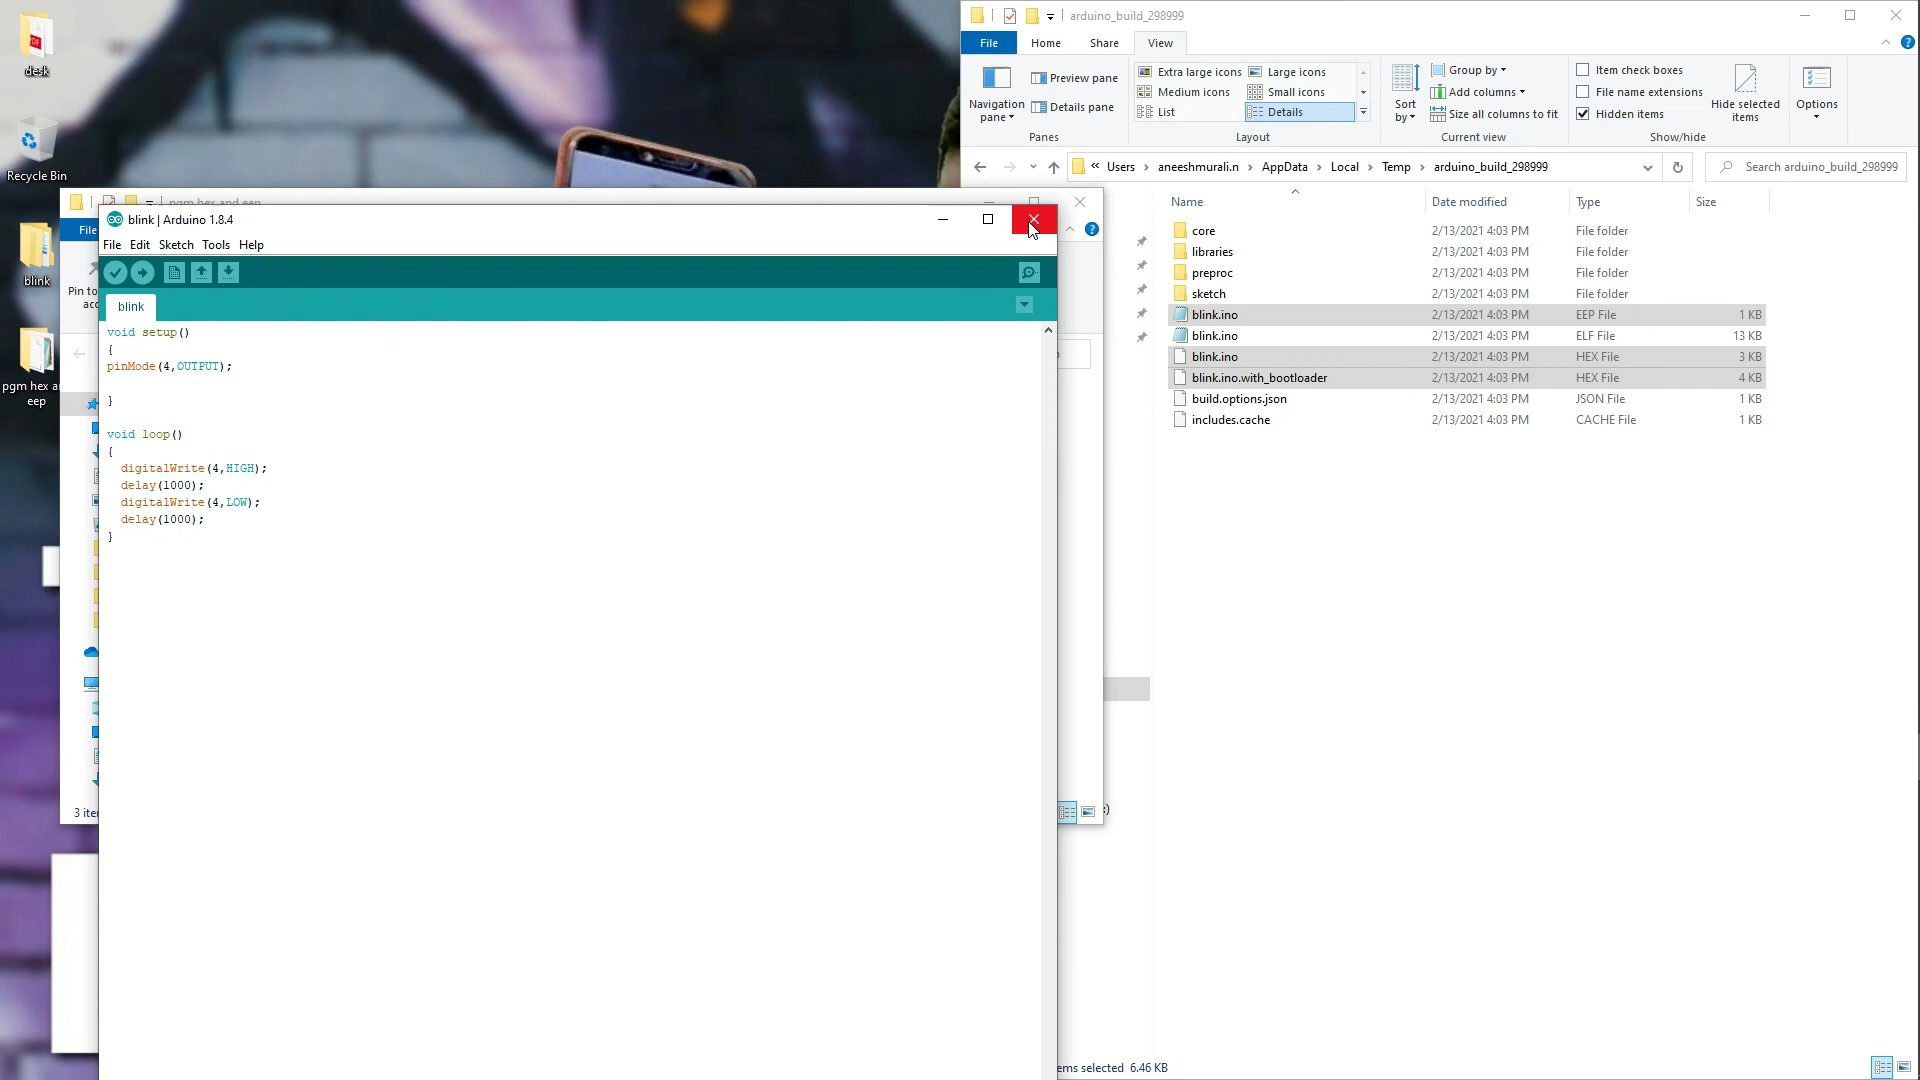 desk
Recycle Bin
blink
pgm hex a
eep
pgm hex and eep
File
Pin to
acc
3 iter
blink | Arduino 1.8.4
File Edit Sketch Tools Help
blink
void setup()
{
pinMode(4,OUTPUT);
}
void loop()
{
digitalWrite(4,HIGH);
delay(1000);
digitalWrite(4,LOW);
delay(1000);
}
arduino_build_298999
File Home Share View
Navigation pane
Preview pane
Details pane
Panes
Extra large icons Large icons
Medium icons Small icons
List Details
Layout
Sort by
Group by
Add columns
Size all columns to fit
Current view
Item check boxes
File name extensions
Hidden items
Hide selected items
Show/hide
Options
« Users › aneeshmurali.n › AppData › Local › Temp › arduino_build_298999
Search arduino_build_298999
Name Date modified Type Size
core 2/13/2021 4:03 PM File folder
libraries 2/13/2021 4:03 PM File folder
preproc 2/13/2021 4:03 PM File folder
sketch 2/13/2021 4:03 PM File folder
blink.ino 2/13/2021 4:03 PM EEP File 1 KB
blink.ino 2/13/2021 4:03 PM ELF File 13 KB
blink.ino 2/13/2021 4:03 PM HEX File 3 KB
blink.ino.with_bootloader 2/13/2021 4:03 PM HEX File 4 KB
build.options.json 2/13/2021 4:03 PM JSON File 1 KB
includes.cache 2/13/2021 4:03 PM CACHE File 1 KB
:)
ems selected 6.46 KB